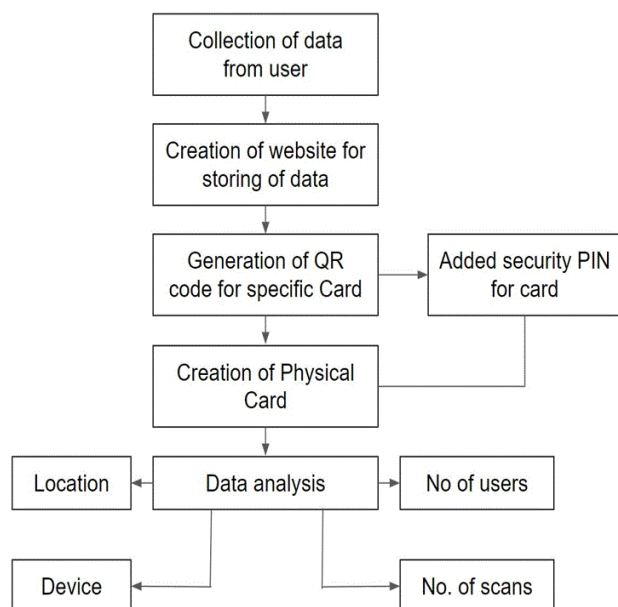 Collection of data
from user
Creation of website for
storing of data
Generation of QR
code for specific Card
Added security PIN
for card
Creation of Physical
Card
Location
Data analysis
No of users
Device
No. of scans